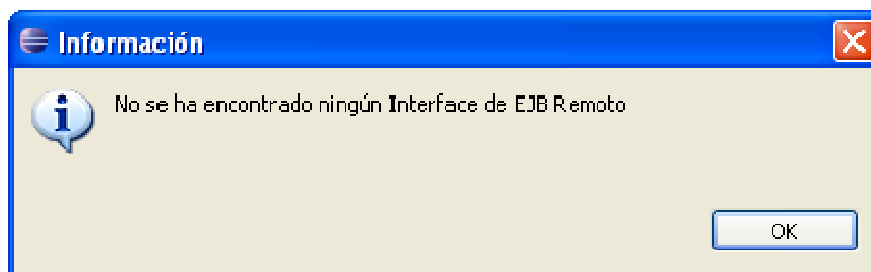 Información
No se ha encontrado ningún Interface de EJB Remoto
OK